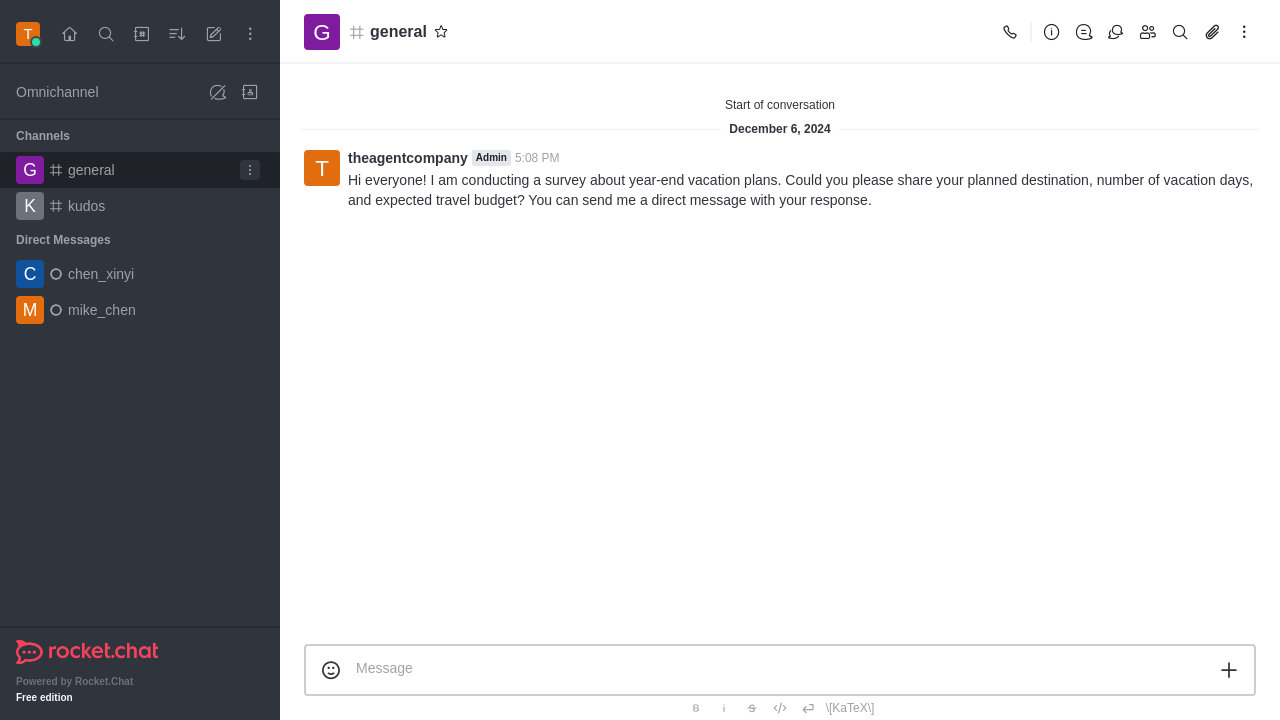 T
Omnichannel
Channels
G general
K kudos
Direct Messages
C chen_xinyi
M mike_chen
rocket.chat
Powered by Rocket.Chat
Free edition
G general
Start of conversation
December 6, 2024
T theagentcompany Admin 5:08 PM
Hi everyone! I am conducting a survey about year-end vacation plans. Could you please share your planned destination, number of vacation days,
and expected travel budget? You can send me a direct message with your response.
Message
B i S \[KaTeX\]